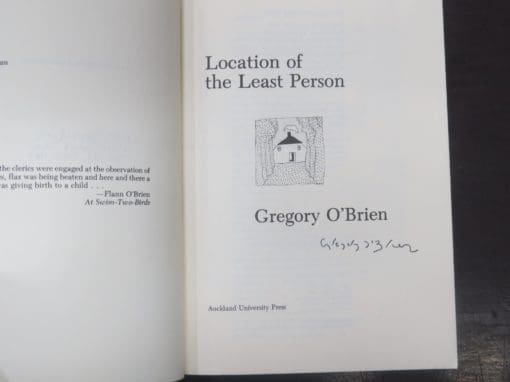 an
the clerics were engaged at the observation of
s, flax was being beaten and here and there a
as giving birth to a child . . .
—Flann O'Brien
At Swim-Two-Birds
Location of
the Least Person
Gregory O'Brien
Gregory O'Brien
Auckland University Press